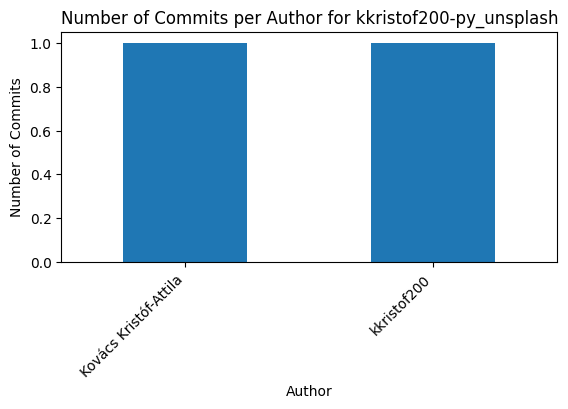 Number of Commits per Author for kkristof200-py_unsplash
Number of Commits
1.0
0.8
0.6
0.4
0.2
0.0
Kovács Kristóf-Attila
kkristof200
Author